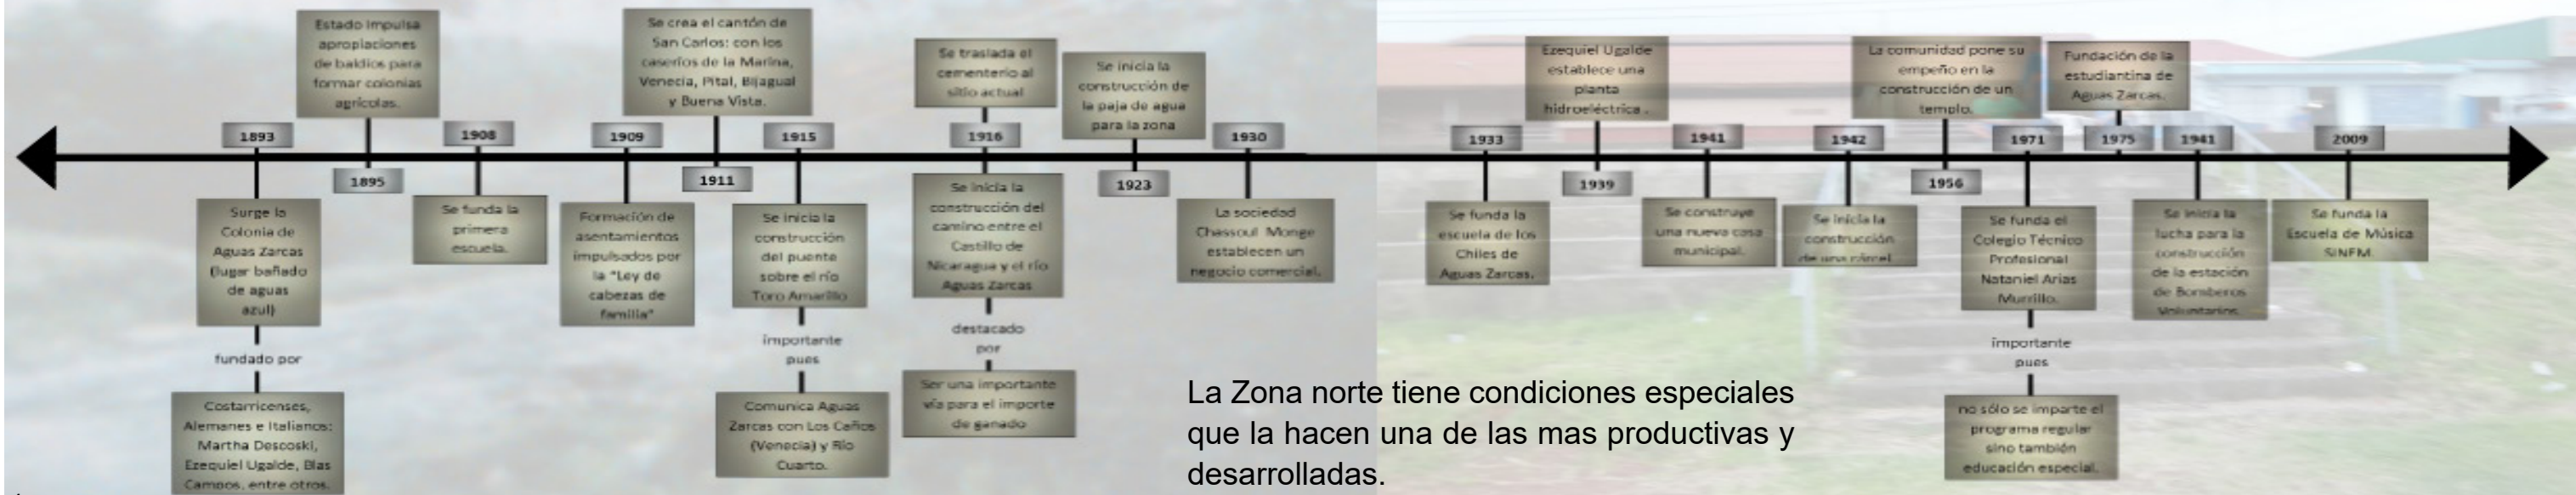 1893
Surge la
Colonia de
Aguas Zarcas
(lugar bañado
de aguas
azul)
fundado por
Costarricenses,
Alemanes e Italianos:
Martha Descoski,
Ezequiel Ugalde, Blas
Campos, entre otros.
Estado Impulsa
apropiaciones
de baldíos para
formar colonias
agrícolas.
1895
1908
Se funda la
primera
escuela.
1909
Formación de
asentamientos
impulsados por
la "Ley de
cabezas de
familia"
Se crea el cantón de
San Carlos: con los
caseríos de la Marina,
Venecia, Pital, Bijagual
y Buena Vista.
1911
1915
Se inicia la
construcción
del puente
sobre el río
Toro Amarillo
importante
pues
Comunica Aguas
Zarcas con Los Caños
(Venecia) y Río
Cuarto.
Se traslada el
cementerio al
sitio actual
1916
Se inicia la
construcción del
camino entre el
Castillo de
Nicaragua y el río
Aguas Zarcas
destacado
por
Ser una importante
vía para el importe
de ganado
Se inicia la
construcción de
la paja de agua
para la zona
1923
1930
La sociedad
Chassoul Monge
establecen un
negocio comercial.
1933
Se funda la
escuela de los
Chiles de
Aguas Zarcas.
Ezequiel Ugalde
establece una
planta
hidroeléctrica .
1939
1941
Se construye
una nueva casa
municipal.
1942
Se inicia la
construcción
de una cárcel
La comunidad pone su
empeño en la
construcción de un
templo.
1956
1971
Se funda el
Colegio Técnico
Profesional
Nataniel Arias
Murrillo.
importante
pues
no sólo se imparte el
programa regular
sino también
educación especial.
Fundación de la
estudiantina de
Aguas Zarcas.
1975
1941
Se inicia la
lucha para la
construcción
de la estación
de Bomberos
Voluntarios.
2009
Se funda la
Escuela de Música
SINEM.
La Zona norte tiene condiciones especiales
que la hacen una de las mas productivas y
desarrolladas.